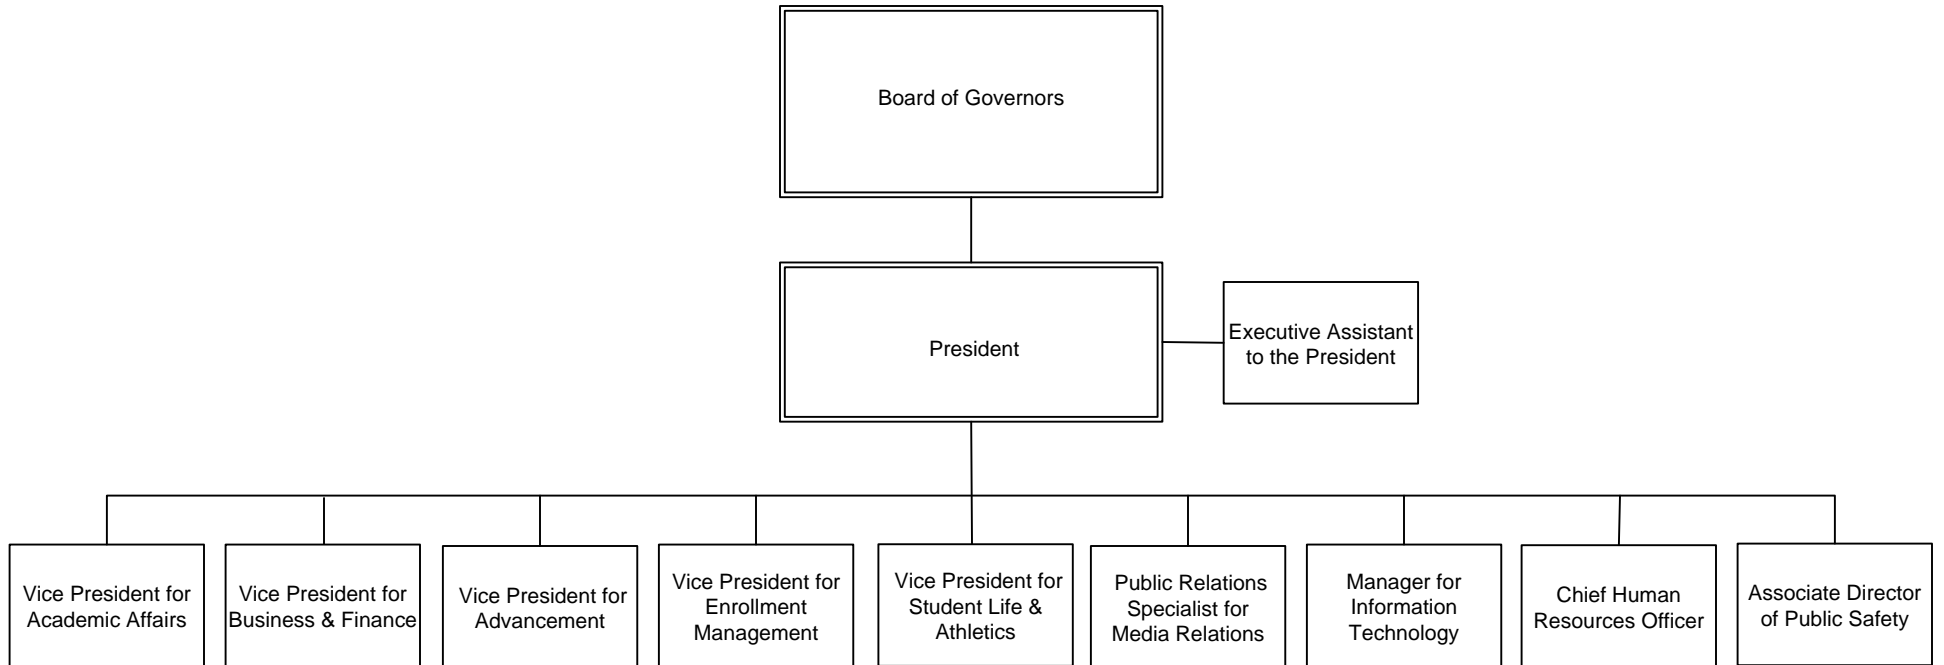 Board of Governors
President
Executive Assistant
to the President
Vice President for
Academic Affairs
Vice President for
Business & Finance
Vice President for
Advancement
Vice President for
Enrollment
Management
Vice President for
Student Life &
Athletics
Public Relations
Specialist for
Media Relations
Manager for
Information
Technology
Chief Human
Resources Officer
Associate Director
of Public Safety